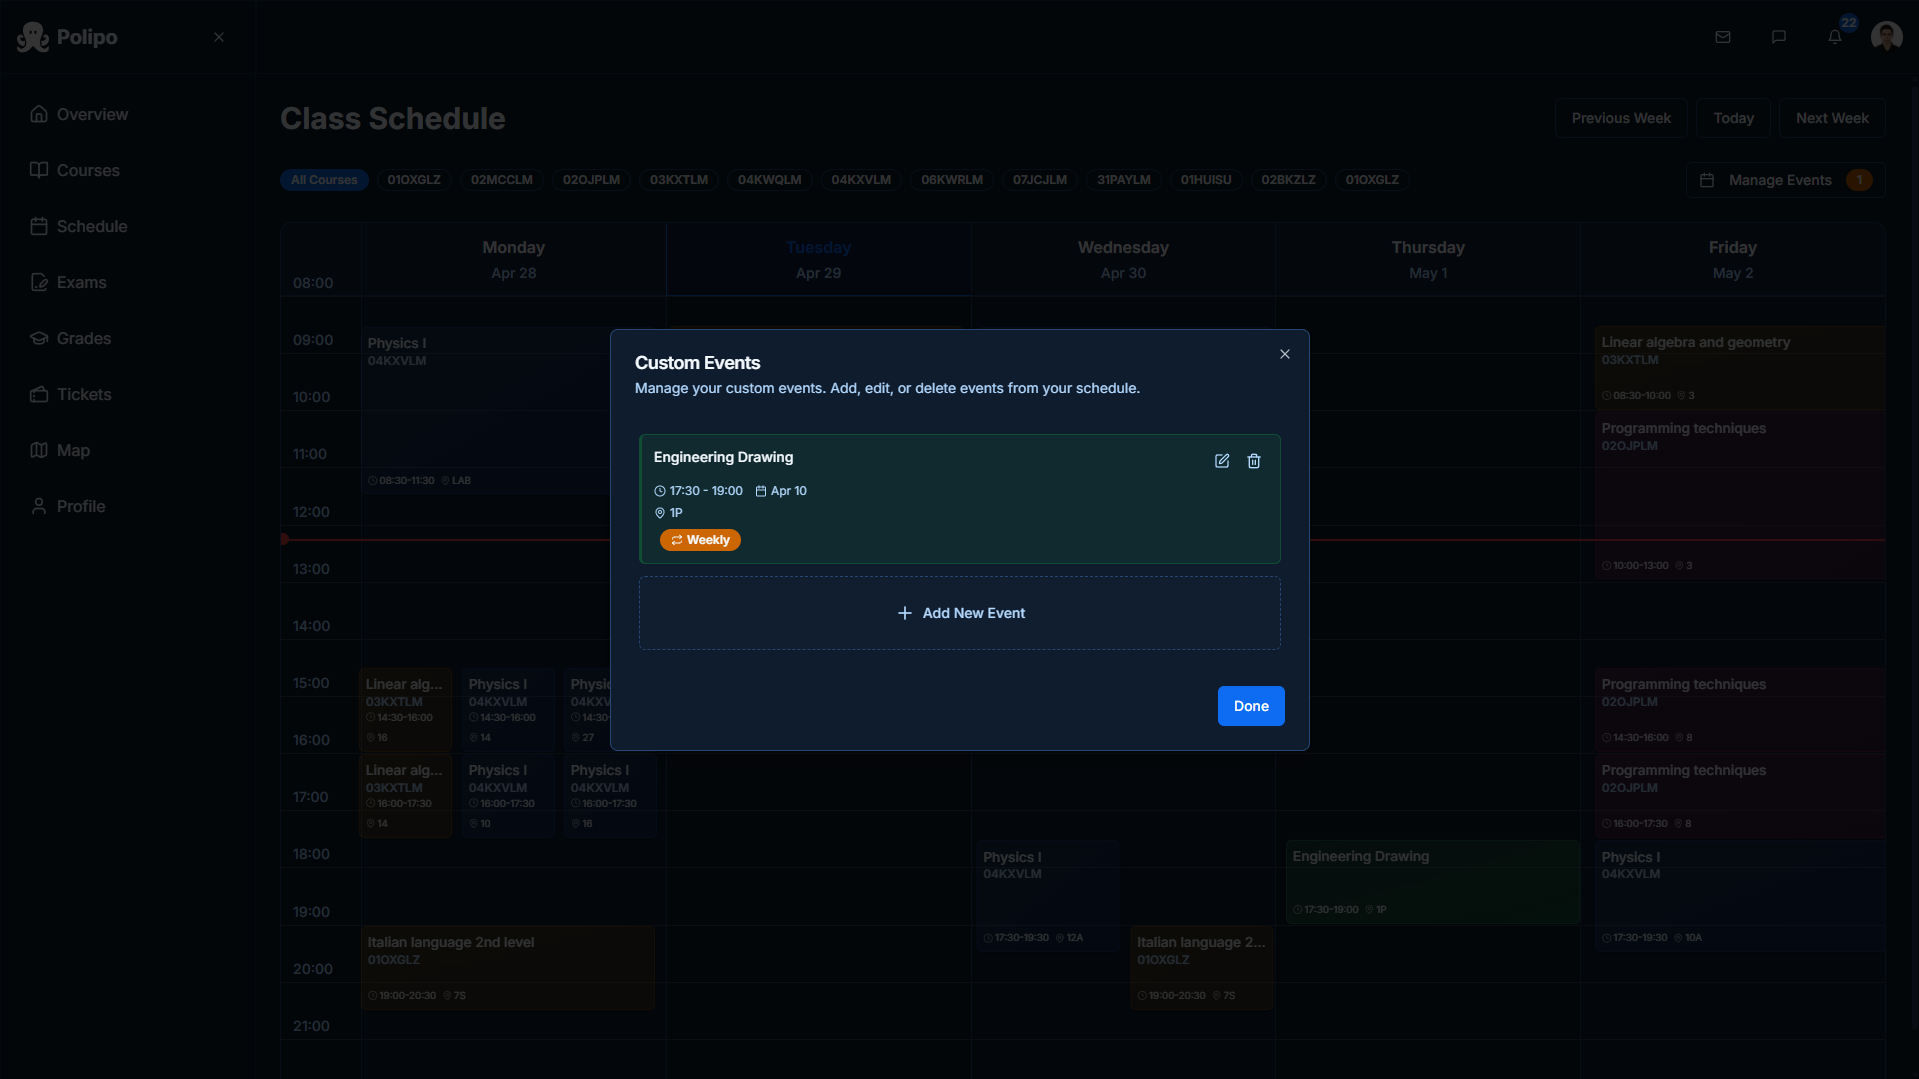 Polipo
22
Overview
Courses
Schedule
Exams
Grades
Tickets
Map
Profile
Class Schedule
Previous Week
Today
Next Week
All Courses
01OXGLZ
02MCCLM
02OJPLM
03KXTLM
04KWQLM
04KXVLM
06KWRLM
07JCJLM
31PAYLM
01HUISU
02BKZLZ
01OXGLZ
Manage Events 1
Monday
Apr 28
Tuesday
Apr 29
Wednesday
Apr 30
Thursday
May 1
Friday
May 2
08:00
09:00
10:00
11:00
12:00
13:00
14:00
15:00
16:00
17:00
18:00
19:00
20:00
21:00
Physics I
04KXVLM
08:30-11:30 LAB
Linear alg...
03KXTLM
14:30-16:00
16
Physics I
04KXVLM
14:30-16:00
14
Physic
04KXV
14:30-
27
Linear alg...
03KXTLM
16:00-17:30
14
Physics I
04KXVLM
16:00-17:30
10
Physics I
04KXVLM
16:00-17:30
16
Italian language 2nd level
01OXGLZ
19:00-20:30 7S
Custom Events
Manage your custom events. Add, edit, or delete events from your schedule.
Engineering Drawing
17:30 - 19:00 Apr 10
1P
Weekly
Add New Event
Done
Physics I
04KXVLM
17:30-19:30 12A
Italian language 2...
01OXGLZ
19:00-20:30 7S
Engineering Drawing
17:30-19:00 1P
Linear algebra and geometry
03KXTLM
08:30-10:00 3
Programming techniques
02OJPLM
10:00-13:00 3
Programming techniques
02OJPLM
14:30-16:00 8
Programming techniques
02OJPLM
16:00-17:30 8
Physics I
04KXVLM
17:30-19:30 10A